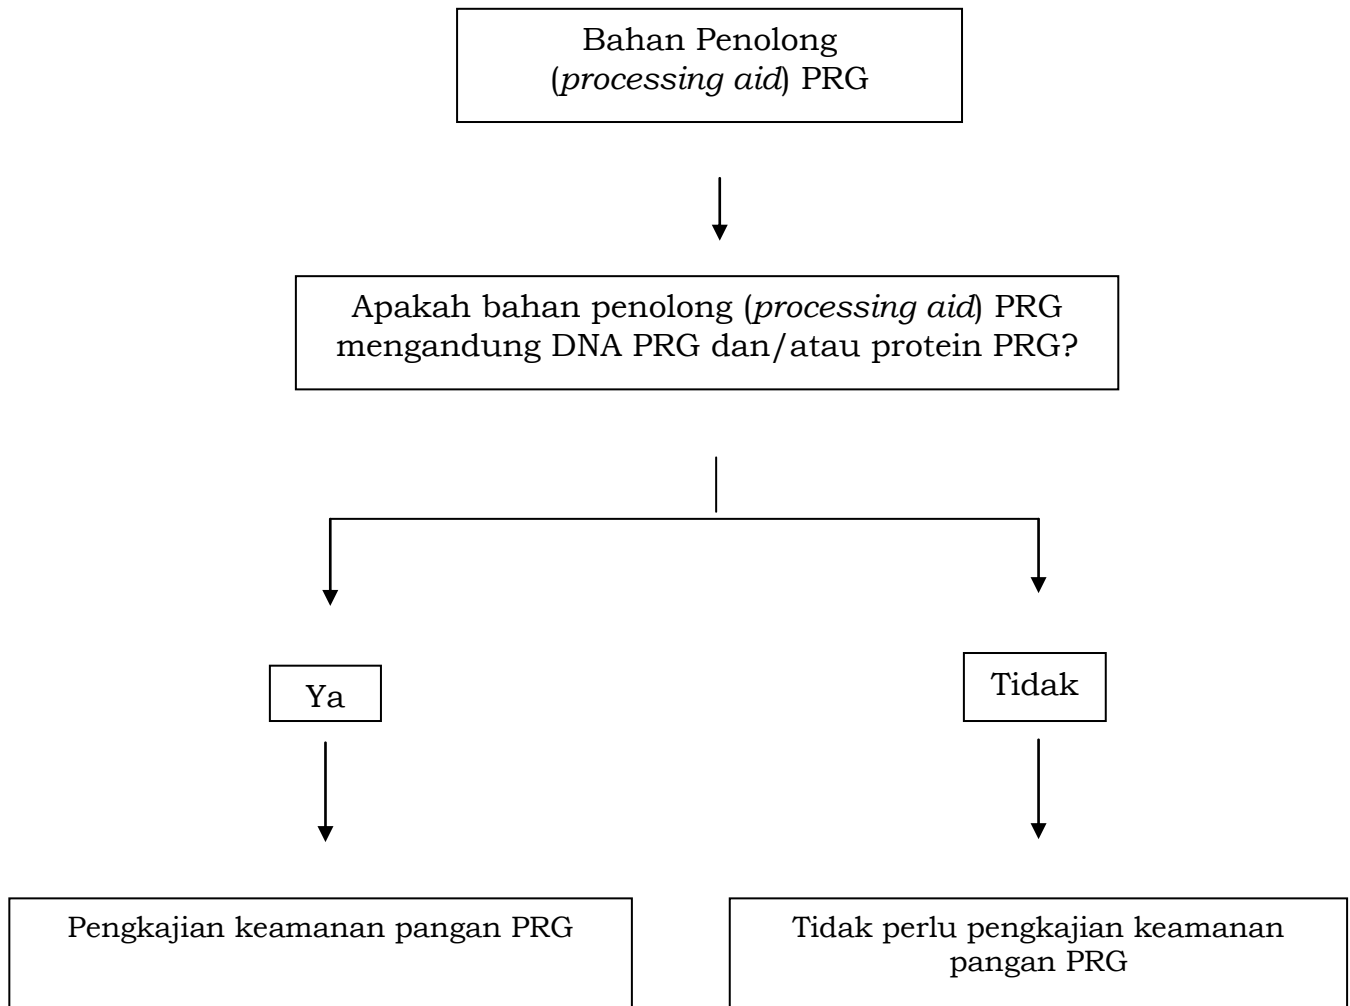 Bahan Penolong
(processing aid) PRG
Apakah bahan penolong (processing aid) PRG
mengandung DNA PRG dan/atau protein PRG?
Ya
Tidak
Pengkajian keamanan pangan PRG
Tidak perlu pengkajian keamanan
pangan PRG